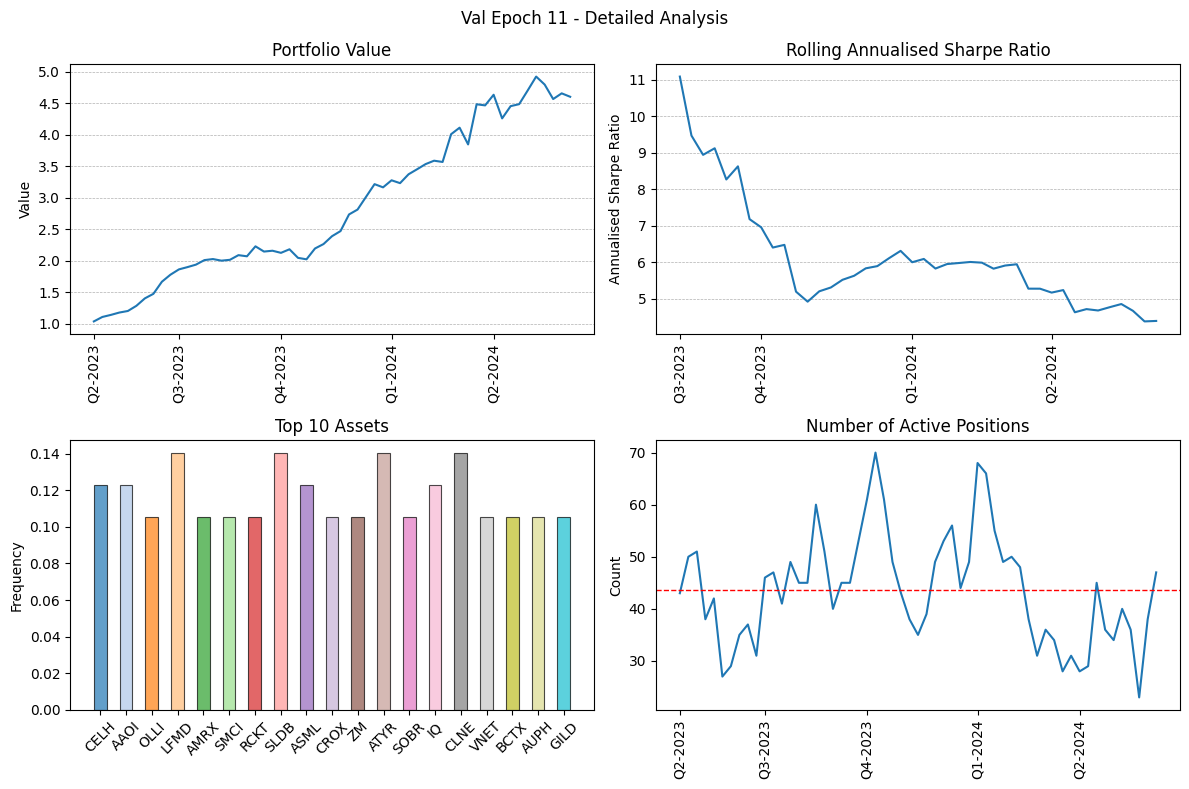 Val Epoch 11 - Detailed Analysis
Portfolio Value
Value
5.0
4.5
4.0
3.5
3.0
2.5
2.0
1.5
1.0
Q2-2023
Q3-2023
Q4-2023
Q1-2024
Q2-2024
Rolling Annualised Sharpe Ratio
Annualised Sharpe Ratio
11
10
9
8
7
6
5
Q3-2023
Q4-2023
Q1-2024
Q2-2024
Top 10 Assets
Frequency
0.14
0.12
0.10
0.08
0.06
0.04
0.02
0.00
CELH
AAOI
OLLI
LFMD
AMRX
SMCI
RCKT
SLDB
ASML
CROX
ZM
ATYR
SOBR
IQ
CLNE
VNET
BCTX
AUPH
GILD
Number of Active Positions
Count
70
60
50
40
30
Q2-2023
Q3-2023
Q4-2023
Q1-2024
Q2-2024